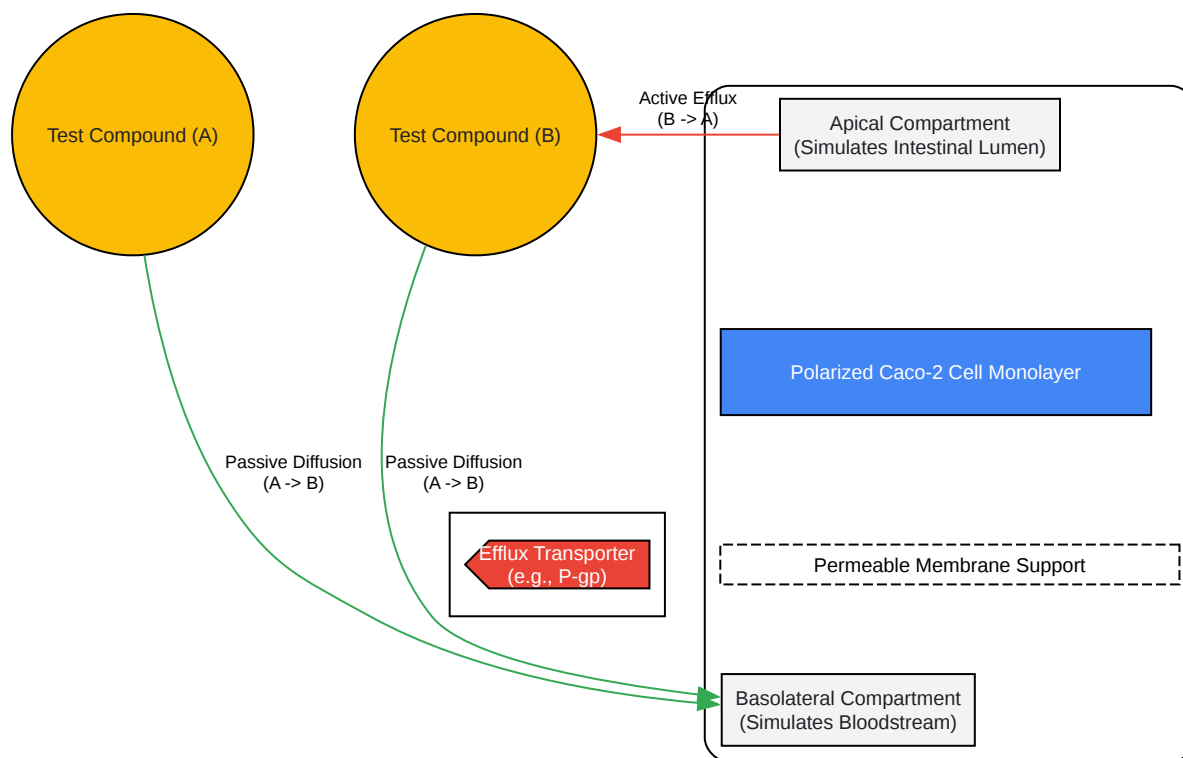 Test Compound (A)
Test Compound (B)
Active Efflux
(B -> A)
Apical Compartment
(Simulates Intestinal Lumen)
Polarized Caco-2 Cell Monolayer
Passive Diffusion
(A -> B)
Passive Diffusion
(A -> B)
Efflux Transporter
(e.g., P-gp)
Permeable Membrane Support
Basolateral Compartment
(Simulates Bloodstream)